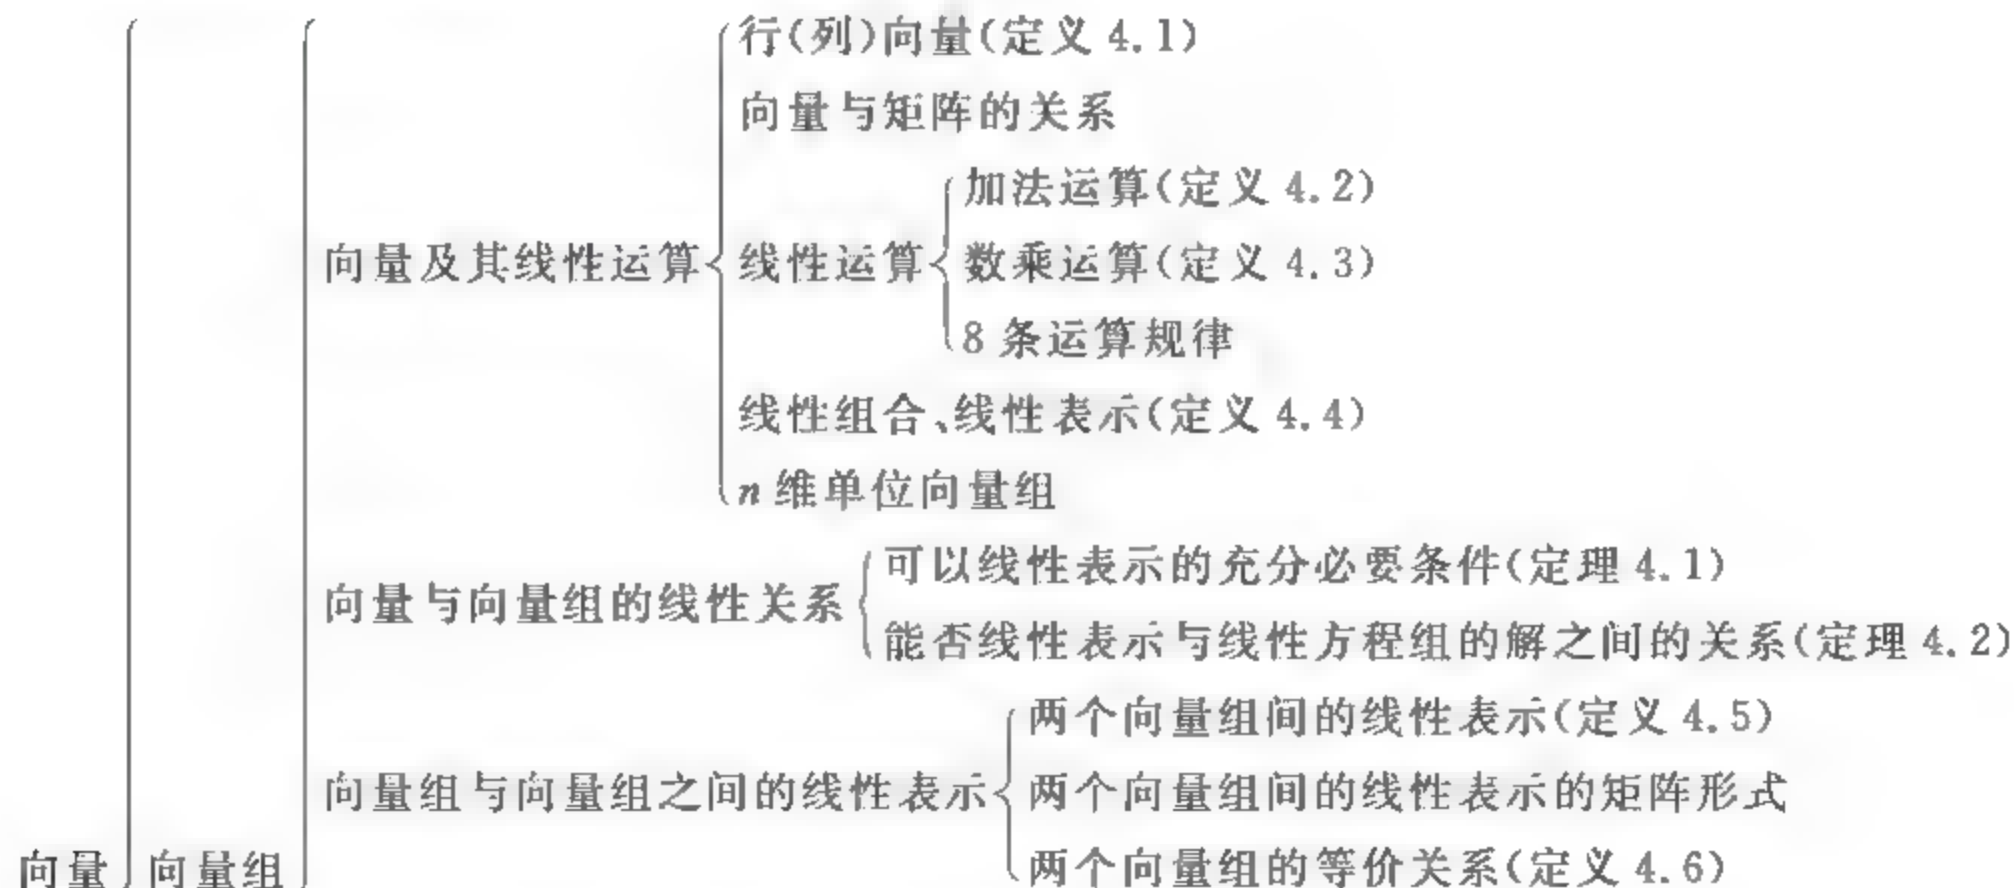 行(列)向量(定义 4.1)
向量与矩阵的关系
加法运算(定义 4.2)
向量及其线性运算 线性运算 数乘运算(定义 4.3)
8 条运算规律
线性组合、线性表示(定义 4.4)
n 维单位向量组
可以线性表示的充分必要条件(定理 4.1)
向量与向量组的线性关系
能否线性表示与线性方程组的解之间的关系(定理 4.2)
两个向量组间的线性表示(定义 4.5)
向量组与向量组之间的线性表示 两个向量组间的线性表示的矩阵形式
向量 向量组 两个向量组的等价关系(定义 4.6)